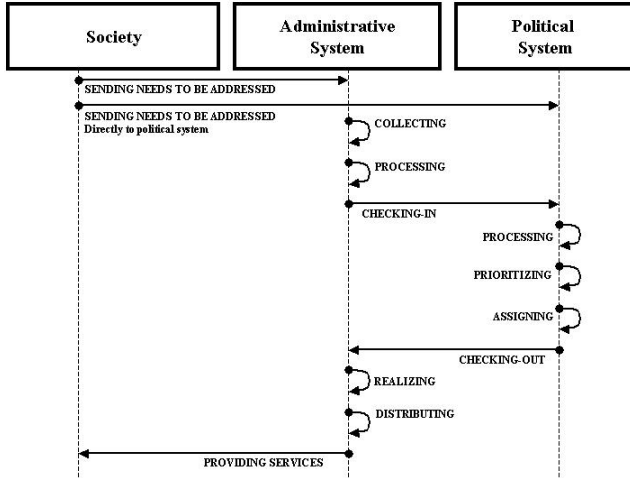 Society
Administrative
System
Political
System
SENDING NEEDS TO BE ADDRESSED
SENDING NEEDS TO BE ADDRESSED
Directly to political system
COLLECTING
PROCESSING
CHECKING-IN
PROCESSING
PRIORITIZING
ASSIGNING
CHECKING-OUT
REALIZING
DISTRIBUTING
PROVIDING SERVICES